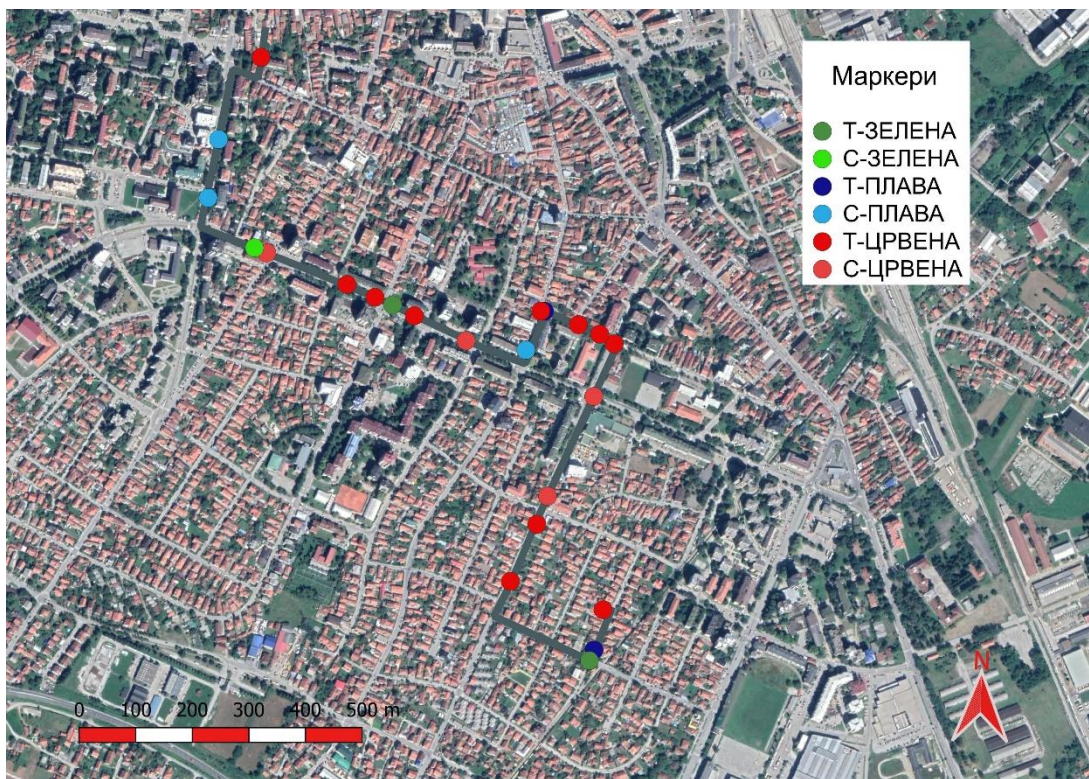 Маркери
Т-ЗЕЛЕНА
С-ЗЕЛЕНА
Т-ПЛАВА
С-ПЛАВА
Т-ЦРВЕНА
С-ЦРВЕНА
N
0 100 200 300 400 500 m